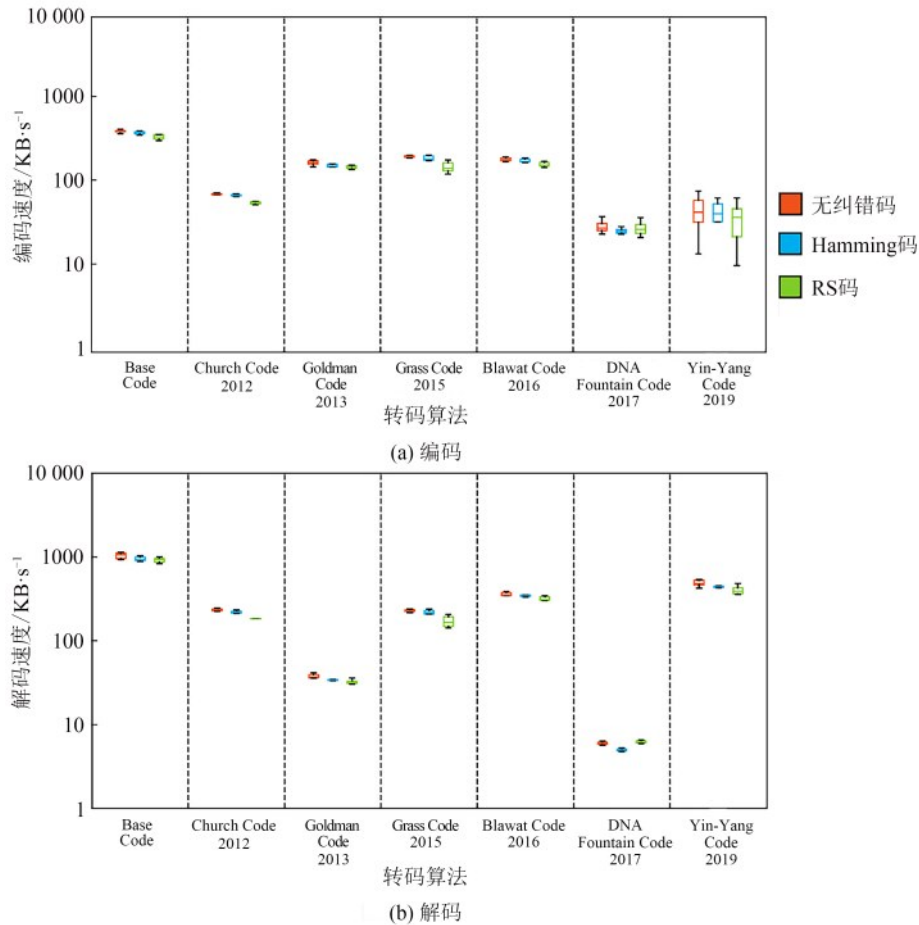 10 000
1000
100
10
1
编码速度/KB·s⁻¹
Base
Code
Church Code
2012
Goldman
Code
2013
Grass Code
2015
Blawat Code
2016
DNA
Fountain Code
2017
Yin-Yang
Code
2019
转码算法
(a) 编码
无纠错码
Hamming码
RS码
10 000
1000
100
10
1
解码速度/KB·s⁻¹
Base
Code
Church Code
2012
Goldman
Code
2013
Grass Code
2015
Blawat Code
2016
DNA
Fountain Code
2017
Yin-Yang
Code
2019
转码算法
(b) 解码